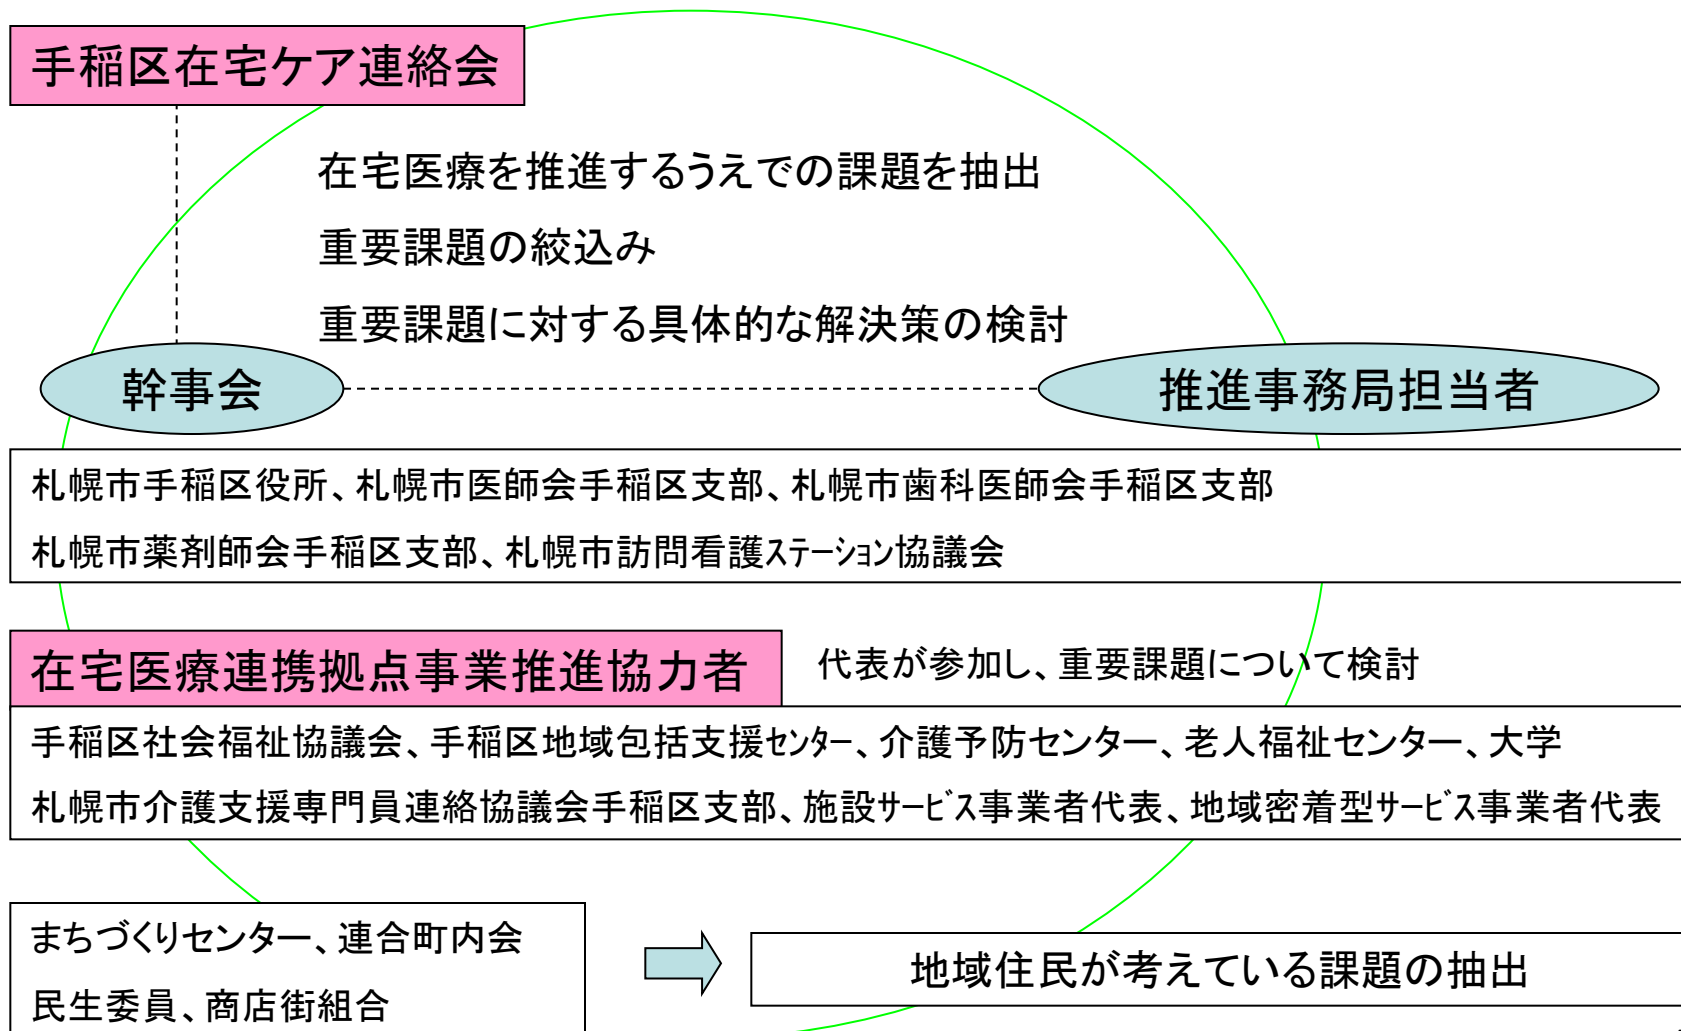 手稲区在宅ケア連絡会
在宅医療を推進するうえでの課題を抽出
重要課題の絞込み
重要課題に対する具体的な解決策の検討
幹事会
推進事務局担当者
札幌市手稲区役所、札幌市医師会手稲区支部、札幌市歯科医師会手稲区支部
札幌市薬剤師会手稲区支部、札幌市訪問看護ｽﾃｰｼｮﾝ協議会
在宅医療連携拠点事業推進協力者
代表が参加し、重要課題について検討
手稲区社会福祉協議会、手稲区地域包括支援ｾﾝﾀｰ、介護予防センター、老人福祉センター、大学
札幌市介護支援専門員連絡協議会手稲区支部、施設ｻｰﾋﾞｽ事業者代表、地域密着型ｻｰﾋﾞｽ事業者代表
まちづくりセンター、連合町内会
民生委員、商店街組合
地域住民が考えている課題の抽出